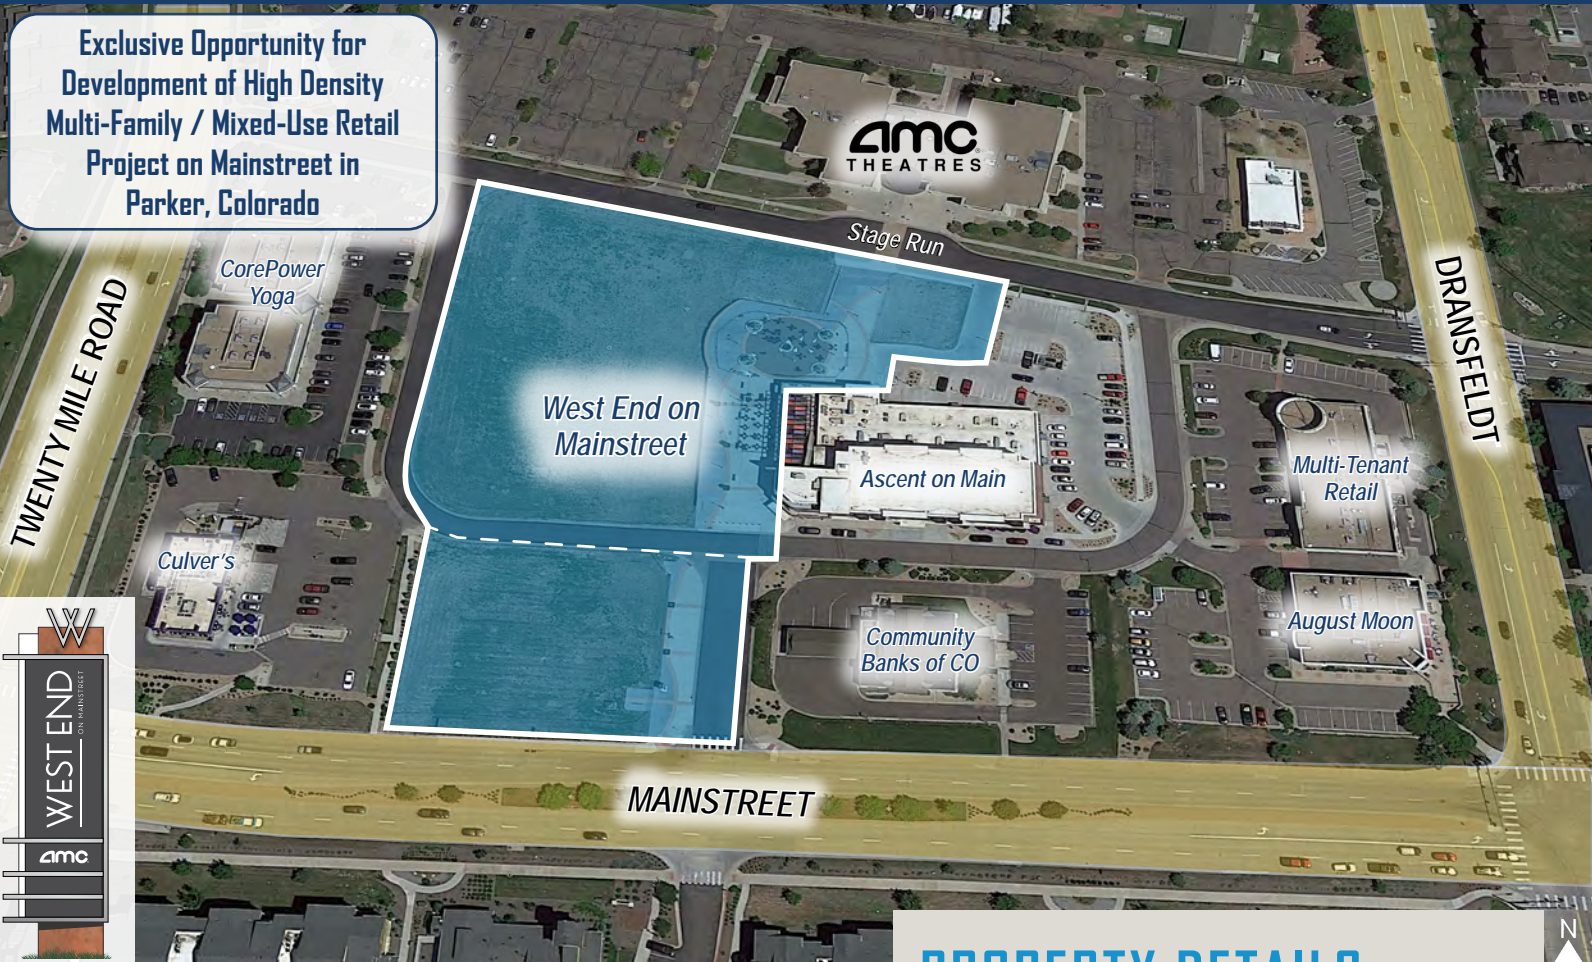 Exclusive Opportunity for
Development of High Density
Multi-Family / Mixed-Use Retail
Project on Mainstreet in
Parker, Colorado
amc
THEATRES
Stage Run
CorePower
Yoga
TWENTY MILE ROAD
DRANSFELDT
West End on
Mainstreet
Ascent on Main
Multi-Tenant
Retail
Culver's
Community
Banks of CO
August Moon
W
WEST END
ON MAINSTREET
amc
MAINSTREET
PROPERTY DETAILS
N